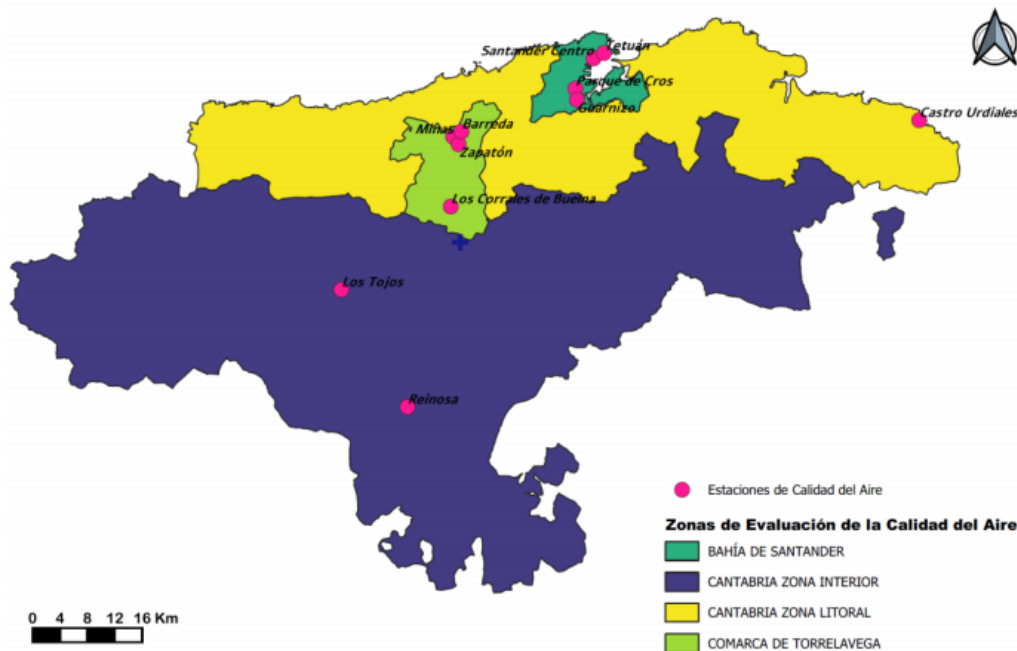 Tetuán
Santander Centro
Parque de Cros
Guarnizo
Castro Urdiales
Barreda
Minas
Zapatón
Los Corrales de Buelna
Los Tojos
Reinosa
Estaciones de Calidad del Aire
Zonas de Evaluación de la Calidad del Aire
BAHÍA DE SANTANDER
CANTABRIA ZONA INTERIOR
CANTABRIA ZONA LITORAL
COMARCA DE TORRELAVEGA
0 4 8 12 16 Km